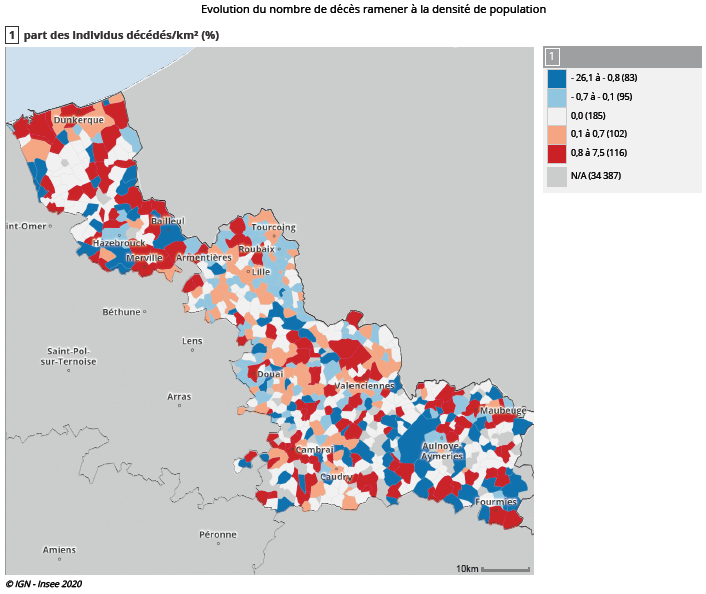 Evolution du nombre de décès ramener à la densité de population
1 part des individus décédés/km² (%)
1
- 26,1 à - 0,8 (83)
- 0,7 à - 0,1 (95)
0,0 (185)
0,1 à 0,7 (102)
0,8 à 7,5 (116)
N/A (34 387)
Dunkerque
int-Omer
Bailleul
Hazebrouck
Merville
Armentières
Tourcoing
Roubaix
Lille
Béthune
Lens
Saint-Pol-
sur-Ternoise
Douai
Valenciennes
Arras
Maubeuge
Aulnoye-
Aymeries
Cambrai
Caudry
Fourmies
Péronne
Amiens
10km
© IGN - Insee 2020